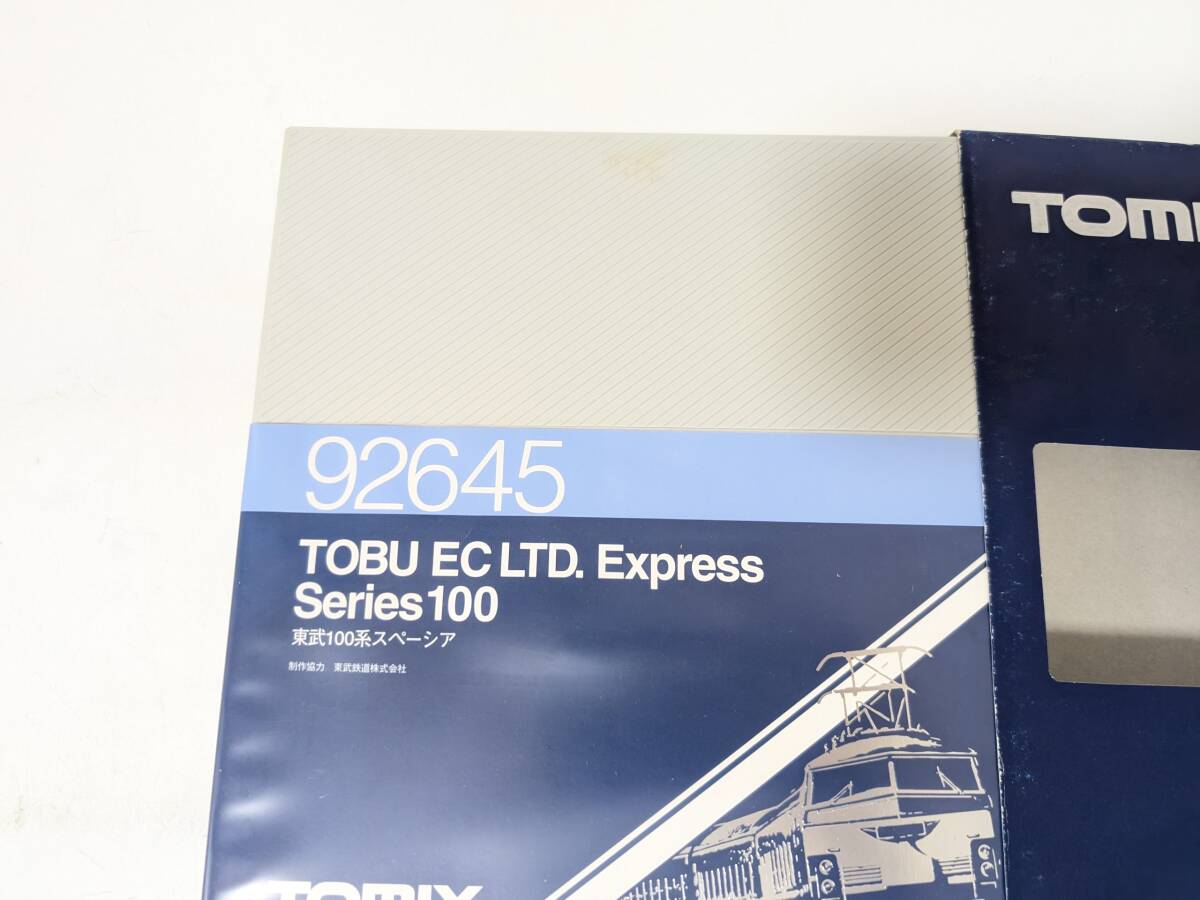 92645
TOBU EC LTD. Express
Series 100
東武100系スペーシア
制作協力 東武鉄道株式会社
TOMIX
TOMI